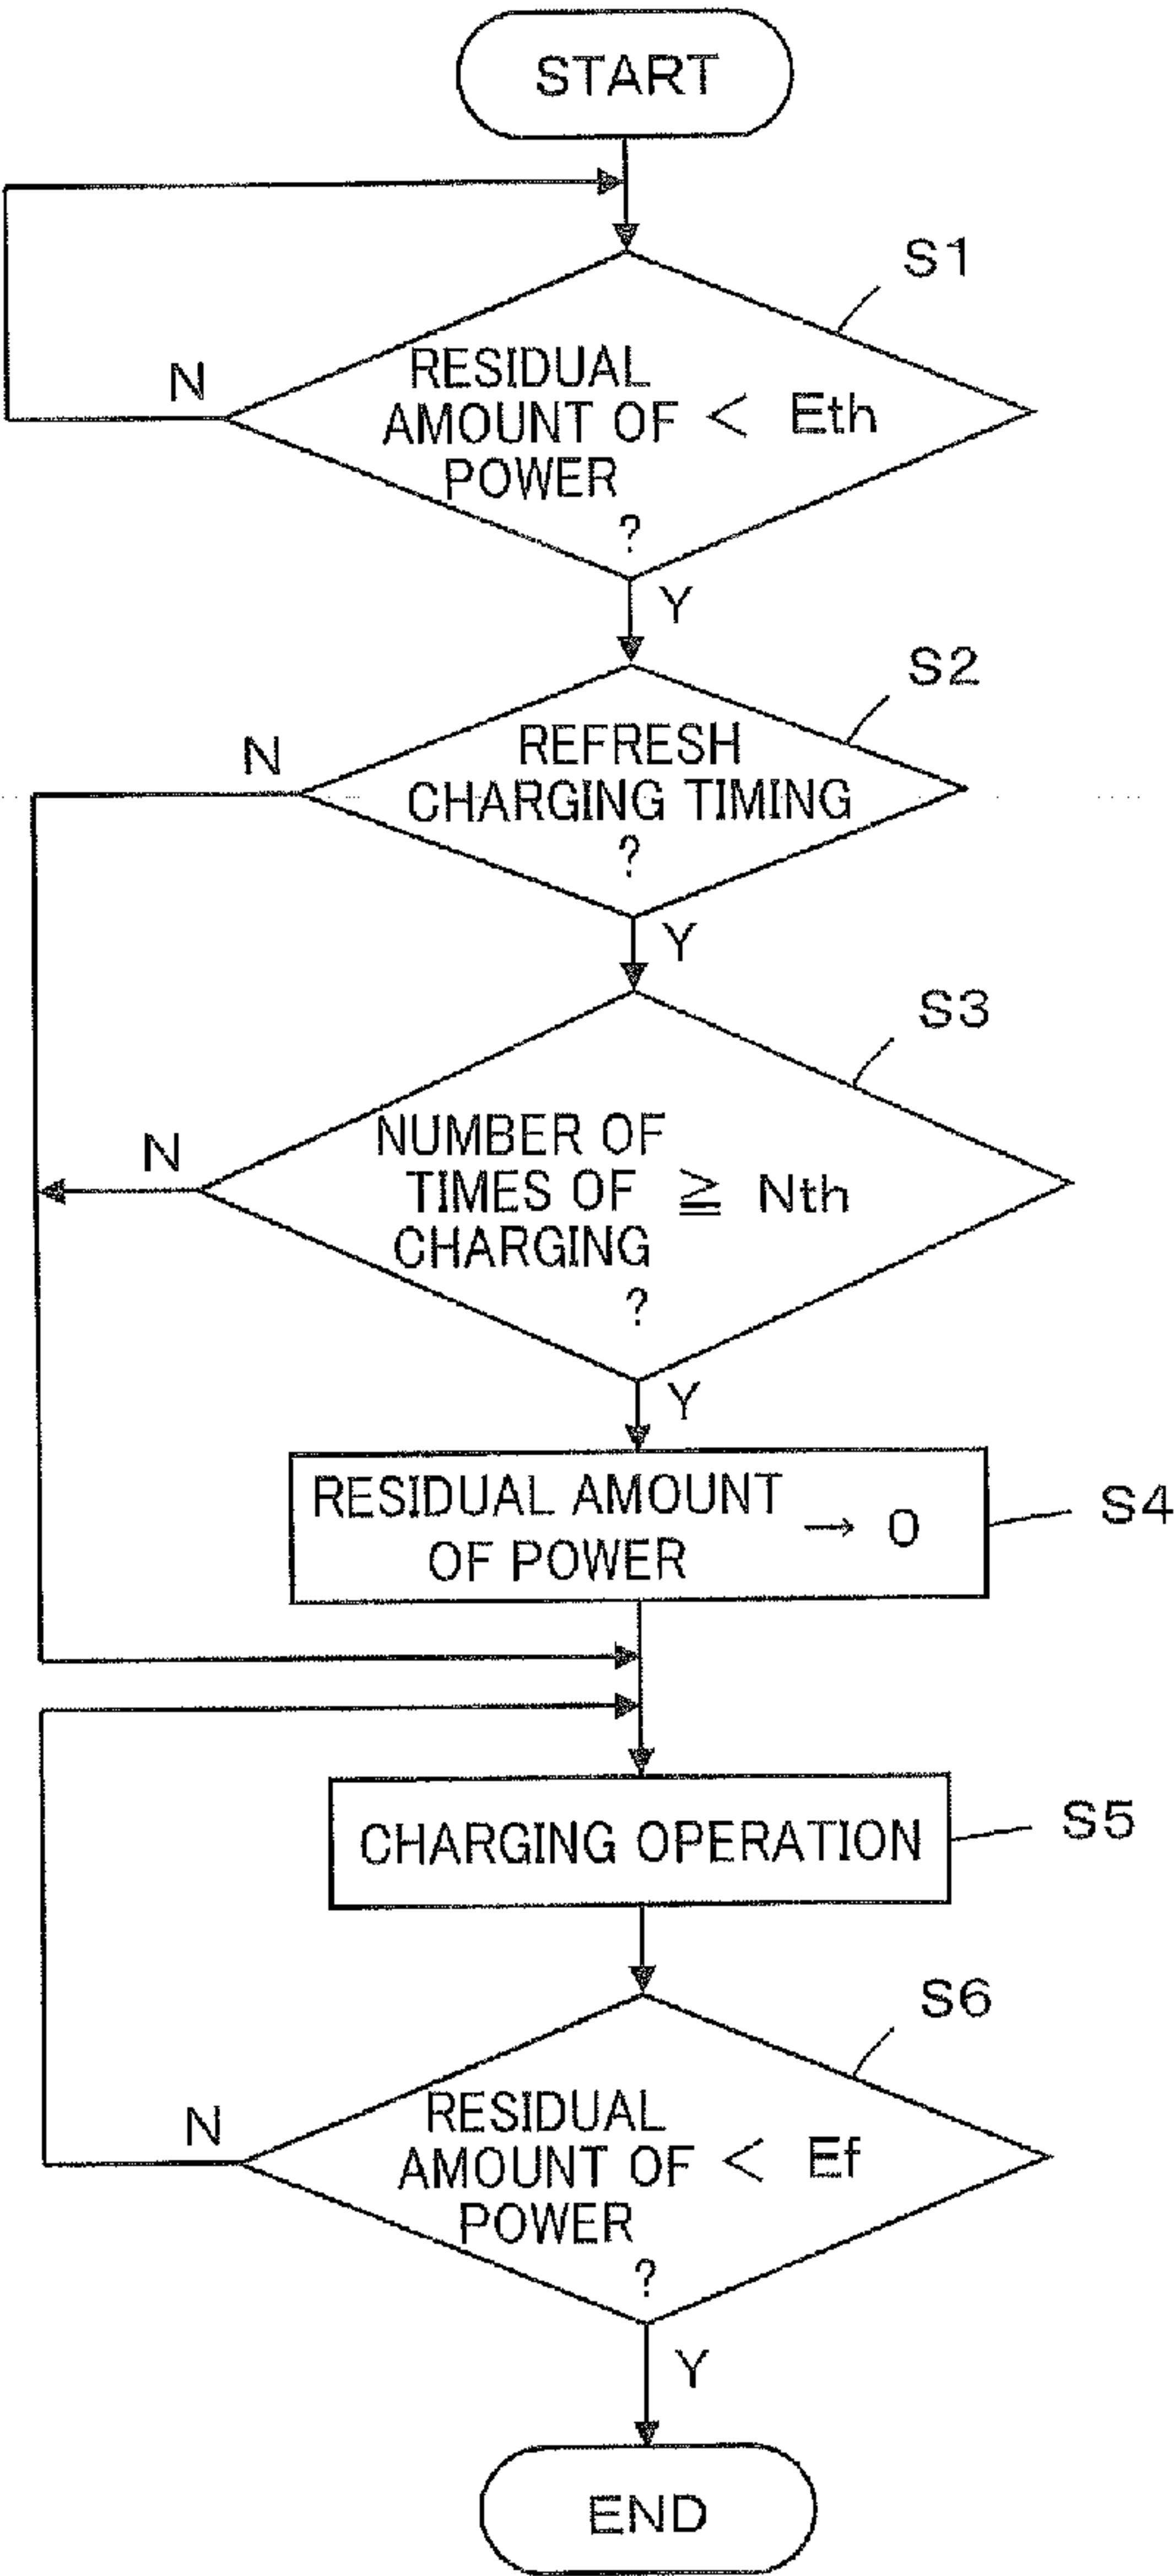 START
S1
N
RESIDUAL
AMOUNT OF < Eth
POWER
?
Y
S2
N
REFRESH
CHARGING TIMING
?
Y
S3
N
NUMBER OF
TIMES OF ≧ Nth
CHARGING
?
Y
RESIDUAL AMOUNT
OF POWER → 0
S4
CHARGING OPERATION
S5
S6
N
RESIDUAL
AMOUNT OF < Ef
POWER
?
Y
END